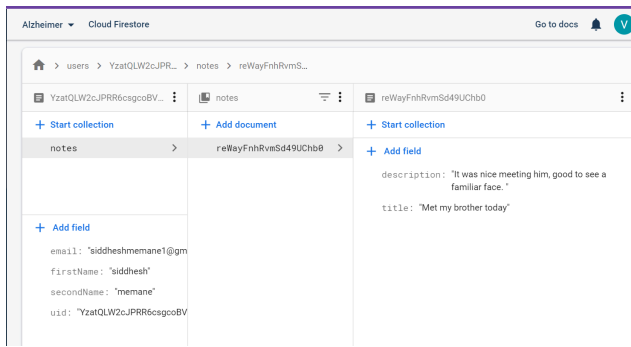 Alzheimer Cloud Firestore Go to docs V
> users > YzatQLW2cJPR... > notes > reWayFnhRvmS...
YzatQLW2cJPRR6csgcoBV... notes reWayFnhRvmSd49UChb0
+ Start collection + Add document + Start collection
notes > reWayFnhRvmSd49UChb0 > + Add field
description: "It was nice meeting him, good to see a
familiar face. "
title: "Met my brother today"
+ Add field
email: "siddheshmemane1@gm
firstName: "siddhesh"
secondName: "memane"
uid: "YzatQLW2cJPRR6csgcoBV